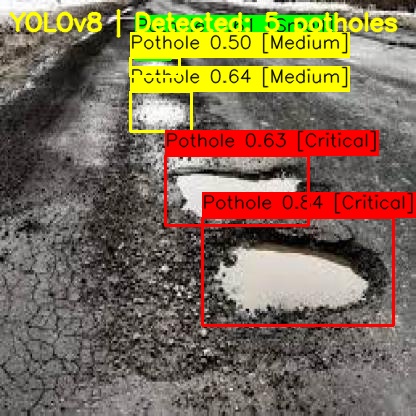 YOLOv8 | Detected: 5 potholes
Pothole 0.50 [Medium]
Pothole 0.64 [Medium]
Pothole 0.63 [Critical]
Pothole 0.84 [Critical]